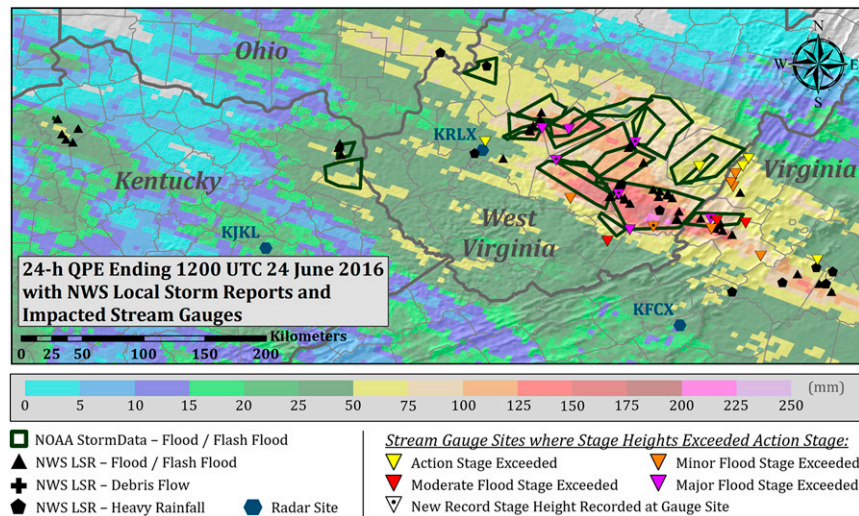 Ohio
N
W E
S
KRLX
Virginia
Kentucky
West
Virginia
KJKL
24-h QPE Ending 1200 UTC 24 June 2016
with NWS Local Storm Reports and
Impacted Stream Gauges
KFCX
Kilometers
0 25 50 100 150 200
(mm)
0 5 10 15 20 25 50 75 100 125 150 175 200 225 250
NOAA StormData – Flood / Flash Flood
NWS LSR – Flood / Flash Flood
NWS LSR – Debris Flow
NWS LSR – Heavy Rainfall Radar Site
Stream Gauge Sites where Stage Heights Exceeded Action Stage:
Action Stage Exceeded Minor Flood Stage Exceeded
Moderate Flood Stage Exceeded Major Flood Stage Exceeded
New Record Stage Height Recorded at Gauge Site